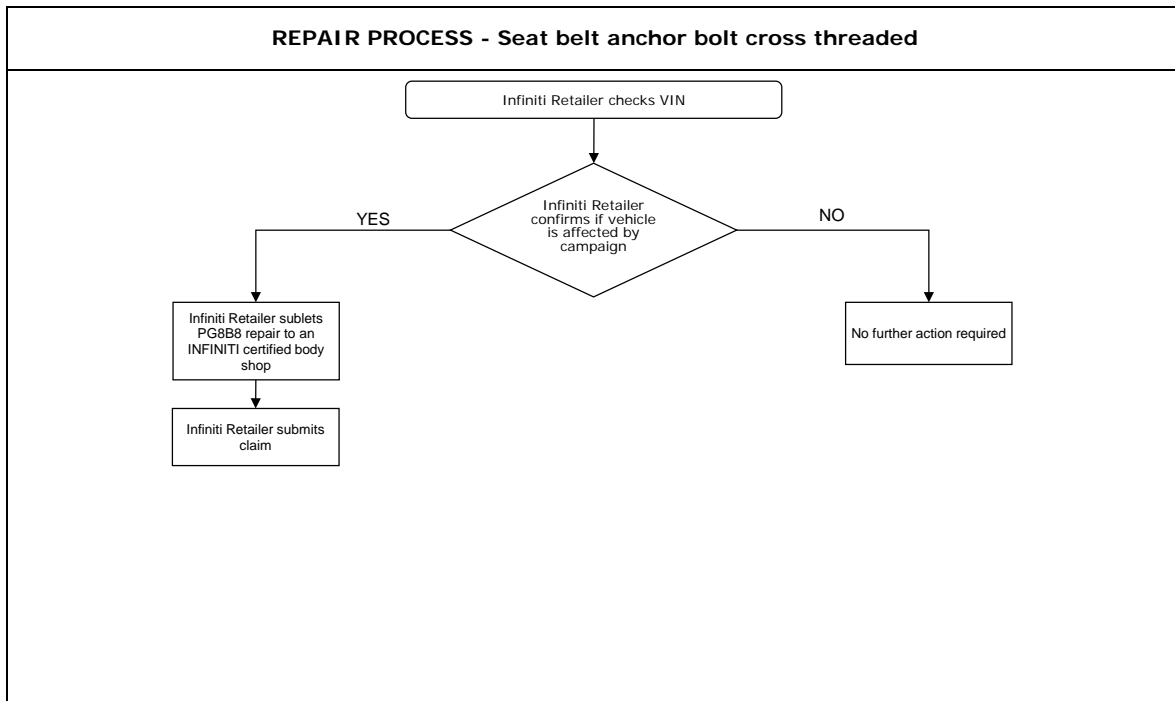 REPAIR PROCESS - Seat belt anchor bolt cross threaded
Infiniti Retailer checks VIN
Infiniti Retailer
confirms if vehicle
is affected by
campaign
YES
NO
Infiniti Retailer sublets
PG8B8 repair to an
INFINITI certified body
shop
No further action required
Infiniti Retailer submits
claim